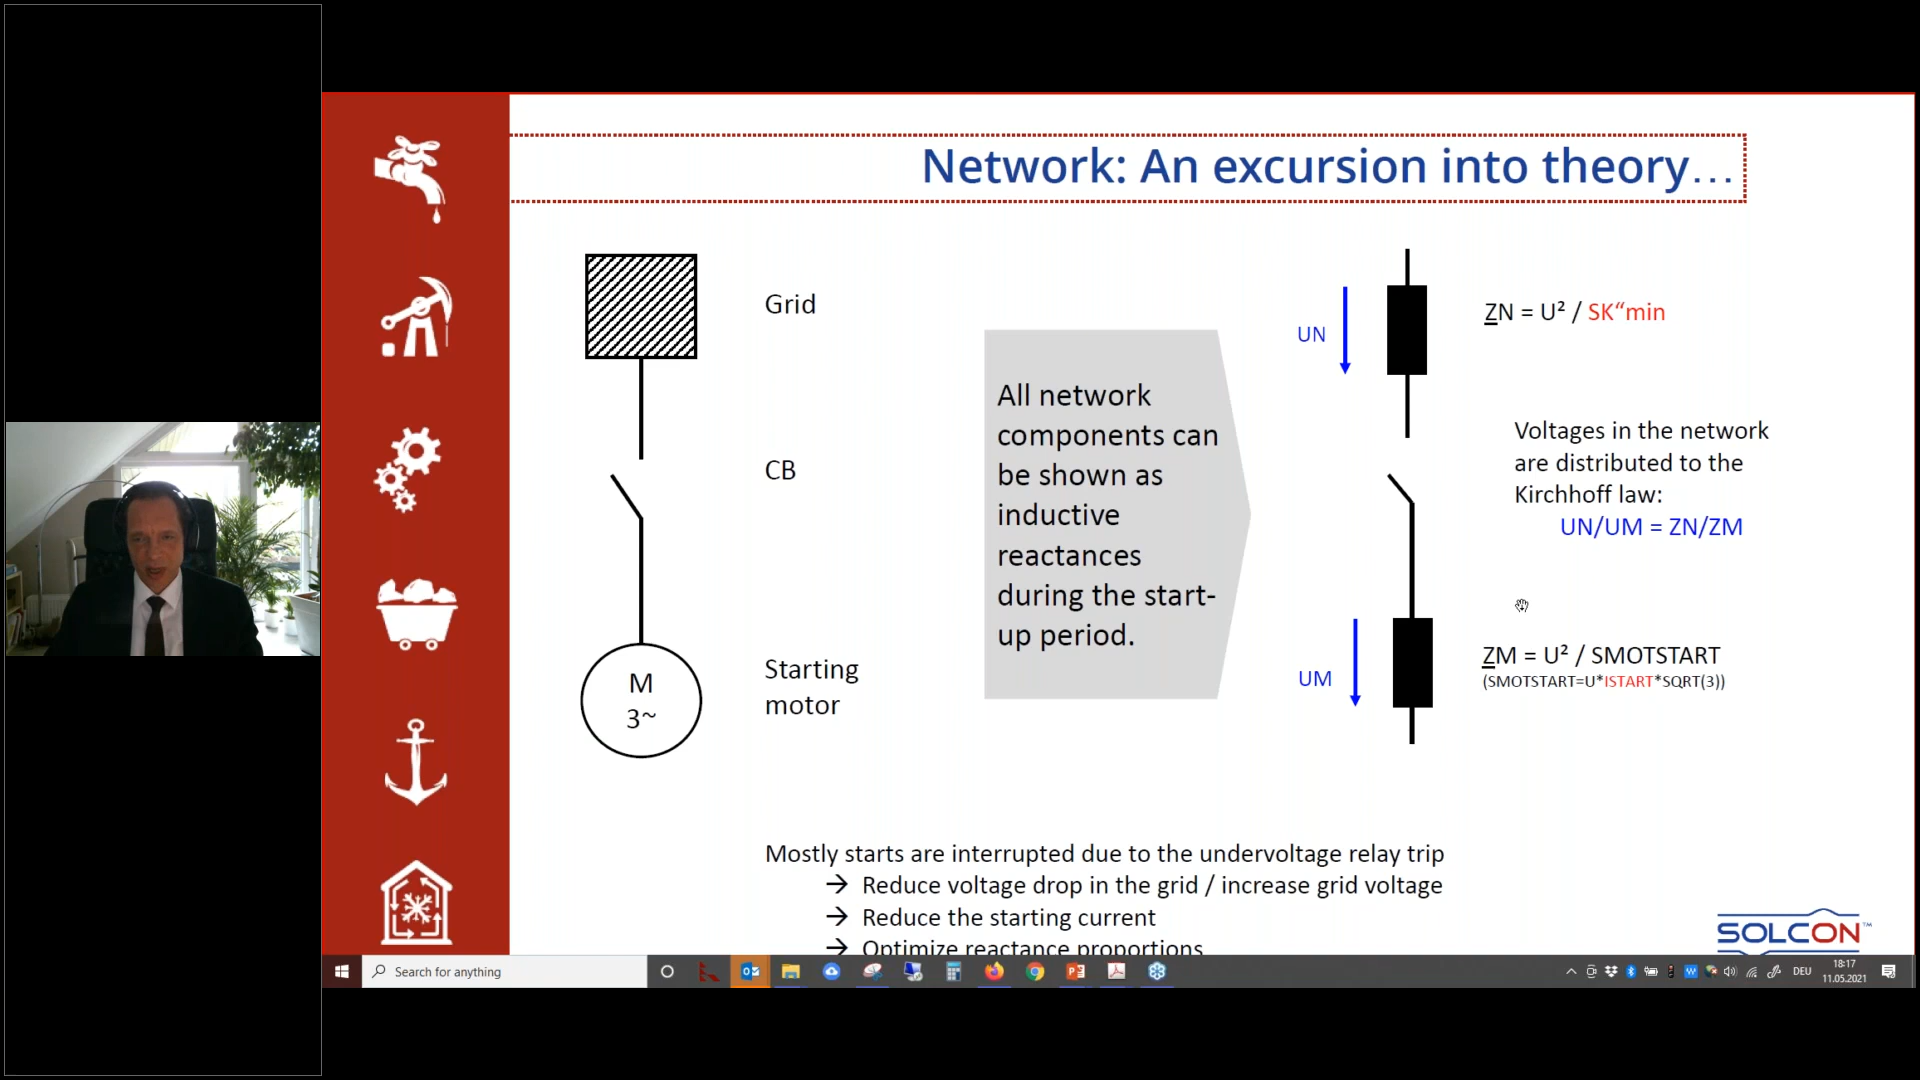 Network: An excursion into theory...
Grid
CB
M
3~
Starting
motor
All network
components can
be shown as
inductive
reactances
during the start-
up period.
UN
ZN = U² / SK“min
Voltages in the network
are distributed to the
Kirchhoff law:
UN/UM = ZN/ZM
UM
ZM = U² / SMOTSTART
(SMOTSTART=U*ISTART*SQRT(3))
Mostly starts are interrupted due to the undervoltage relay trip
→ Reduce voltage drop in the grid / increase grid voltage
→ Reduce the starting current
→ Optimize reactance proportions
SOLCON™
Search for anything
DEU
18:17
11.05.2021